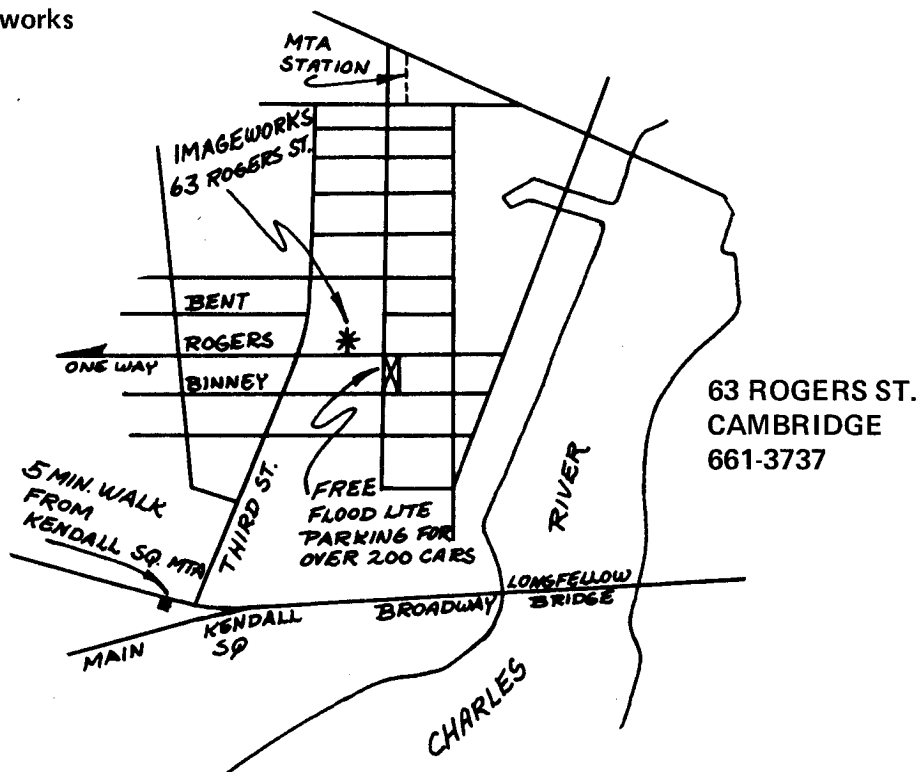 works
MTA
STATION
IMAGEWORKS
63 ROGERS ST.
BENT
ROGERS
ONE WAY
BINNEY
63 ROGERS ST.
CAMBRIDGE
661-3737
5 MIN. WALK
FROM
KENDALL SQ. MTA
THIRD ST.
FREE
FLOOD LITE
PARKING FOR
OVER 200 CARS
RIVER
LONGFELLOW
BRIDGE
BROADWAY
KENDALL
SQ
MAIN
CHARLES